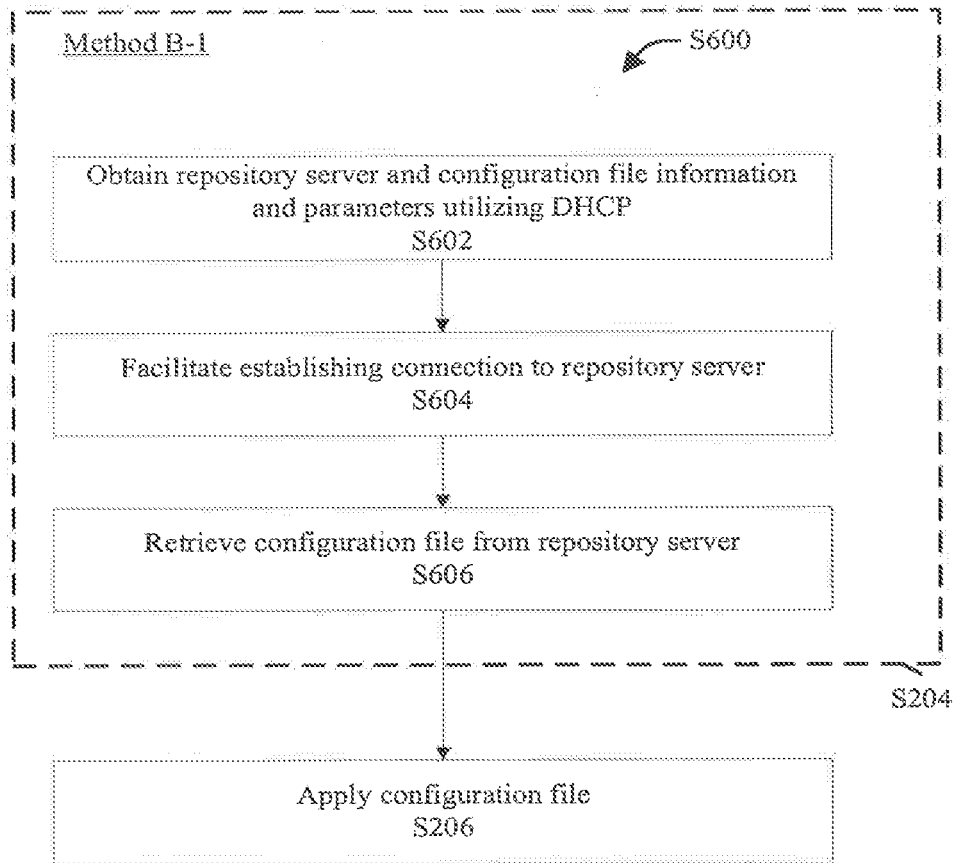 Method B-1
S600
Obtain repository server and configuration file information
and parameters utilizing DHCP
S602
Facilitate establishing connection to repository server
S604
Retrieve configuration file from repository server
S606
S204
Apply configuration file
S206